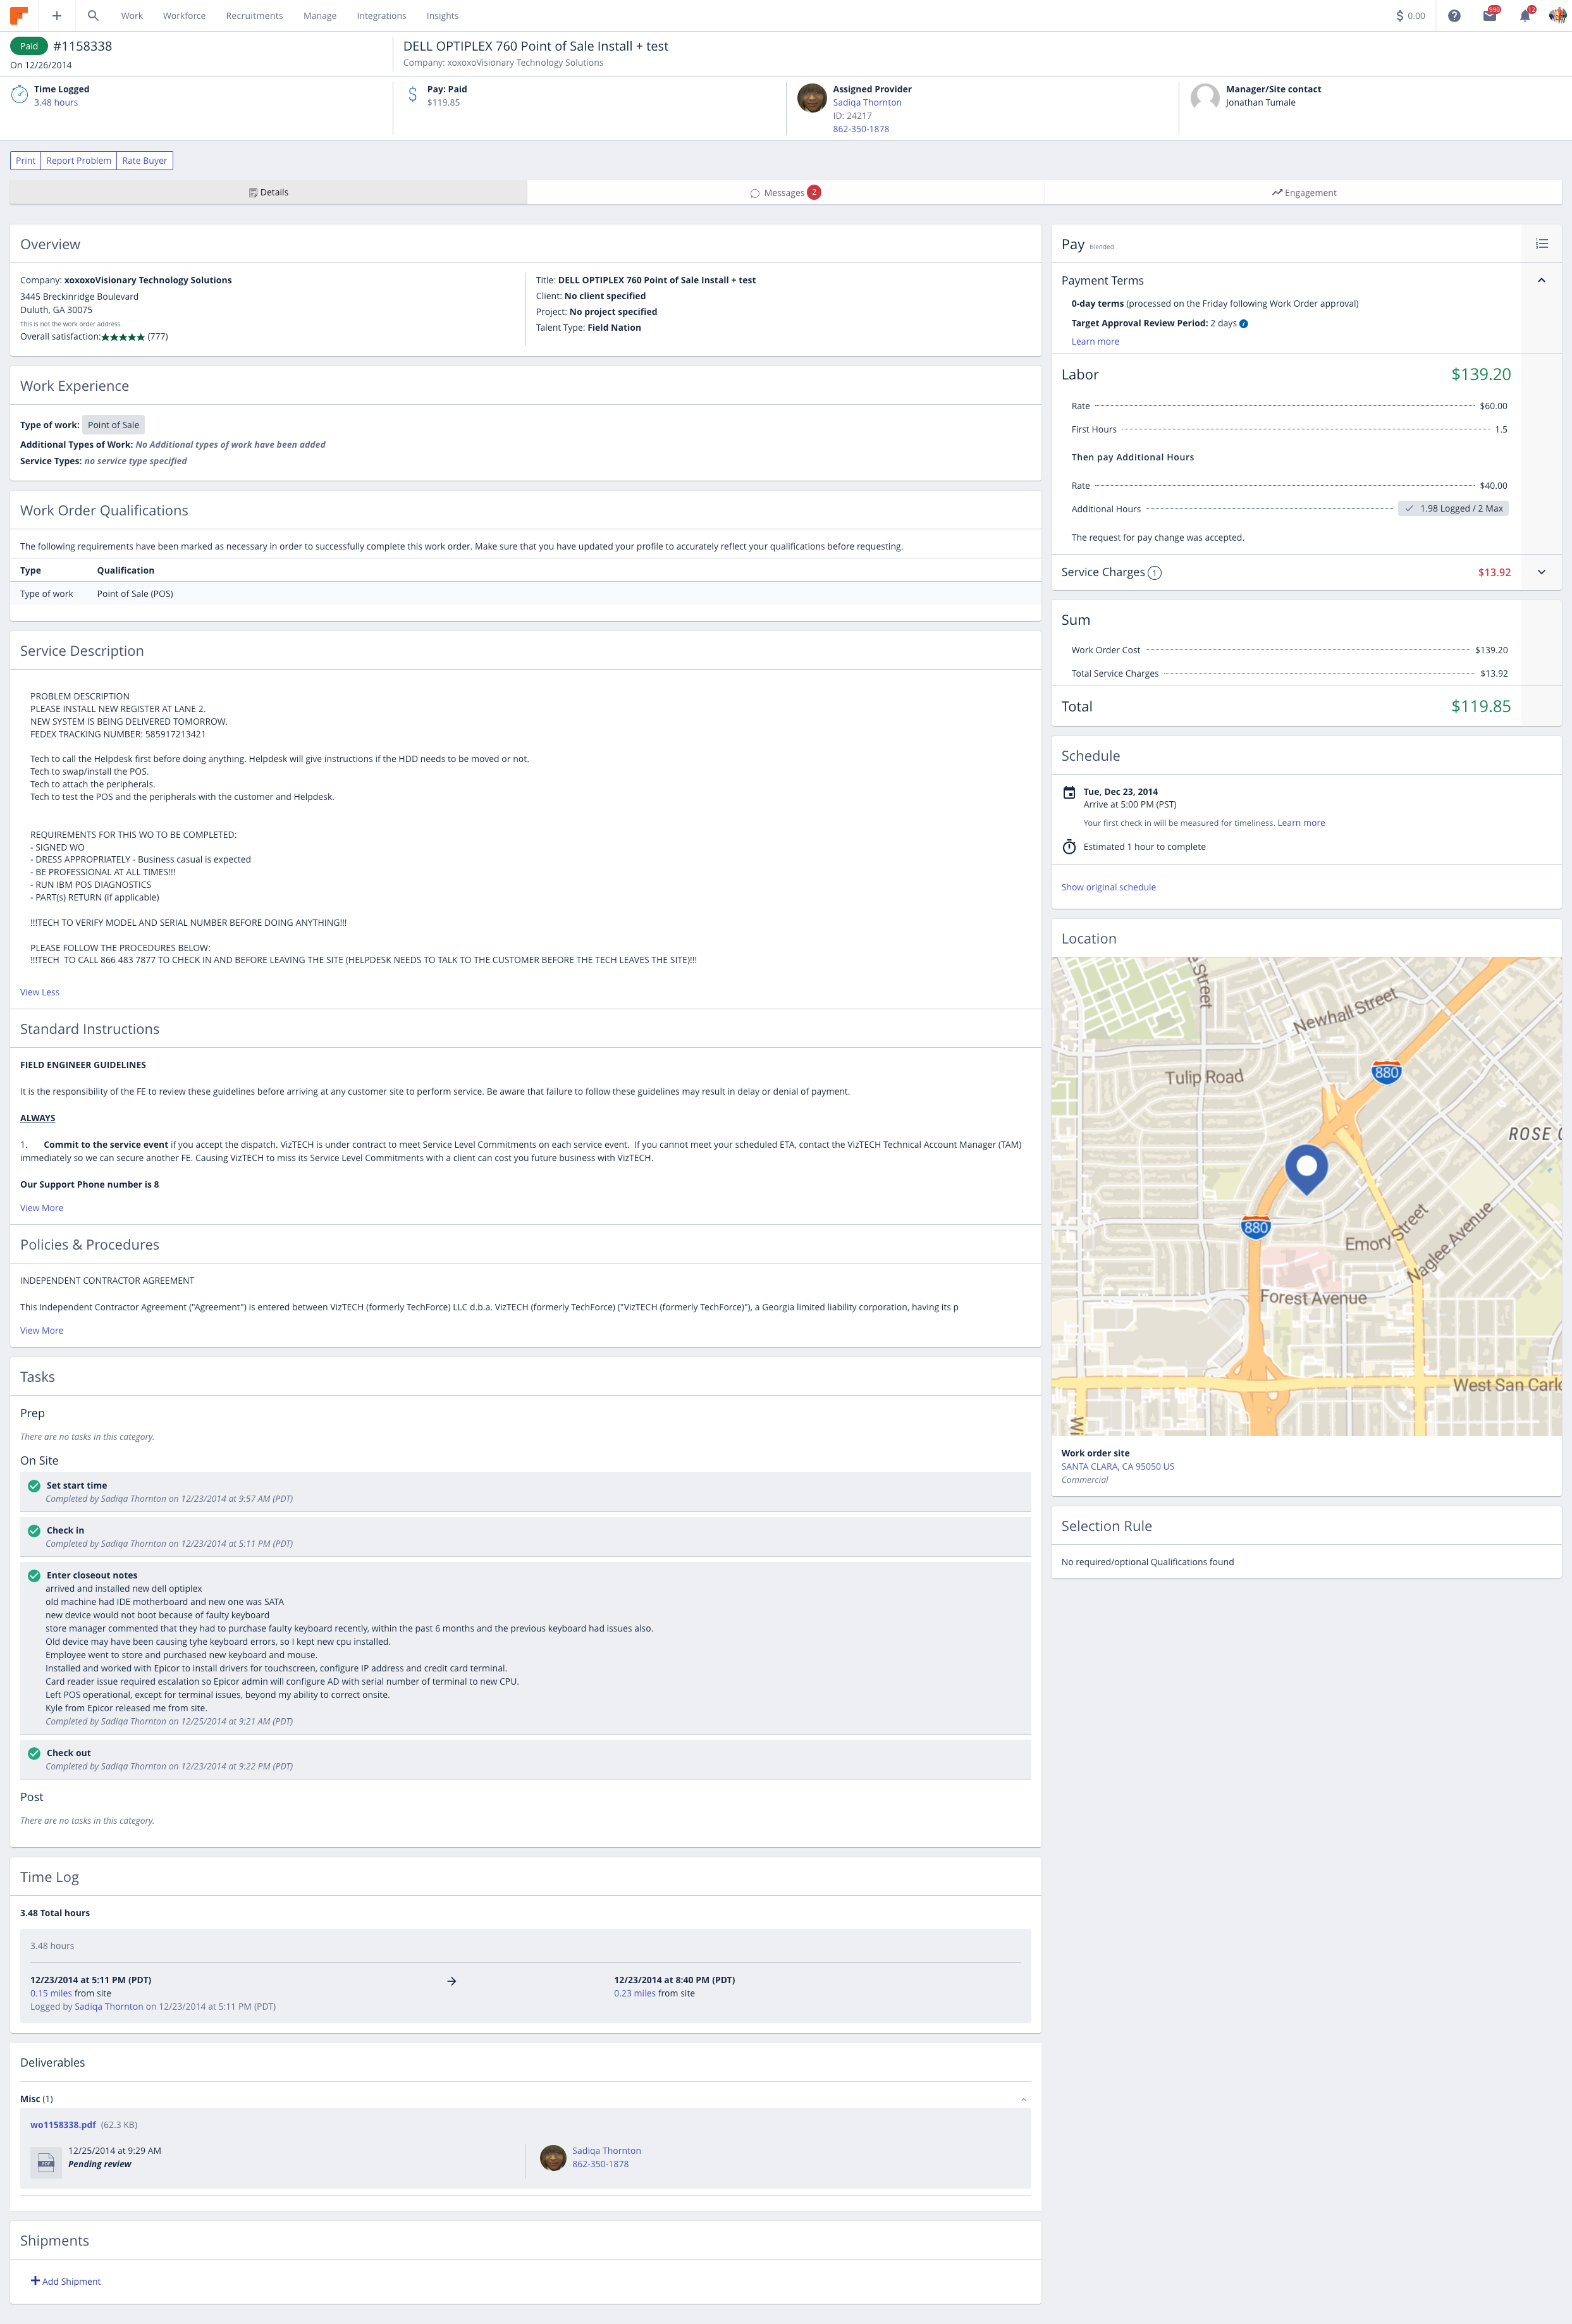 Work Workforce Recruitments Manage Integrations Insights
$ 0.00
990
12
Paid #1158338
On 12/26/2014
DELL OPTIPLEX 760 Point of Sale Install + test
Company: xoxoxoVisionary Technology Solutions
Time Logged
3.48 hours
Pay: Paid
$119.85
Assigned Provider
Sadiqa Thornton
ID: 24217
862-350-1878
Manager/Site contact
Jonathan Tumale
Print Report Problem Rate Buyer
Details
Messages 2
Engagement
Overview
Company: xoxoxoVisionary Technology Solutions
3445 Breckinridge Boulevard
Duluth, GA 30075
This is not the work order address.
Overall satisfaction:★★★★★ (777)
Title: DELL OPTIPLEX 760 Point of Sale Install + test
Client: No client specified
Project: No project specified
Talent Type: Field Nation
Work Experience
Type of work: Point of Sale
Additional Types of Work: No Additional types of work have been added
Service Types: no service type specified
Work Order Qualifications
The following requirements have been marked as necessary in order to successfully complete this work order. Make sure that you have updated your profile to accurately reflect your qualifications before requesting.
Type Qualification
Type of work Point of Sale (POS)
Service Description
PROBLEM DESCRIPTION
PLEASE INSTALL NEW REGISTER AT LANE 2.
NEW SYSTEM IS BEING DELIVERED TOMORROW.
FEDEX TRACKING NUMBER: 585917213421
Tech to call the Helpdesk first before doing anything. Helpdesk will give instructions if the HDD needs to be moved or not.
Tech to swap/install the POS.
Tech to attach the peripherals.
Tech to test the POS and the peripherals with the customer and Helpdesk.
REQUIREMENTS FOR THIS WO TO BE COMPLETED:
- SIGNED WO
- DRESS APPROPRIATELY - Business casual is expected
- BE PROFESSIONAL AT ALL TIMES!!!
- RUN IBM POS DIAGNOSTICS
- PART(s) RETURN (if applicable)
!!!TECH TO VERIFY MODEL AND SERIAL NUMBER BEFORE DOING ANYTHING!!!
PLEASE FOLLOW THE PROCEDURES BELOW:
!!!TECH TO CALL 866 483 7877 TO CHECK IN AND BEFORE LEAVING THE SITE (HELPDESK NEEDS TO TALK TO THE CUSTOMER BEFORE THE TECH LEAVES THE SITE)!!!
View Less
Standard Instructions
FIELD ENGINEER GUIDELINES
It is the responsibility of the FE to review these guidelines before arriving at any customer site to perform service. Be aware that failure to follow these guidelines may result in delay or denial of payment.
ALWAYS
1. Commit to the service event if you accept the dispatch. VizTECH is under contract to meet Service Level Commitments on each service event. If you cannot meet your scheduled ETA, contact the VizTECH Technical Account Manager (TAM)
immediately so we can secure another FE. Causing VizTECH to miss its Service Level Commitments with a client can cost you future business with VizTECH.
Our Support Phone number is 8
View More
Policies & Procedures
INDEPENDENT CONTRACTOR AGREEMENT
This Independent Contractor Agreement ("Agreement") is entered between VizTECH (formerly TechForce) LLC d.b.a. VizTECH (formerly TechForce) ("VizTECH (formerly TechForce)"), a Georgia limited liability corporation, having its p
View More
Tasks
Prep
There are no tasks in this category.
On Site
Set start time
Completed by Sadiqa Thornton on 12/23/2014 at 9:57 AM (PDT)
Check in
Completed by Sadiqa Thornton on 12/23/2014 at 5:11 PM (PDT)
Enter closeout notes
arrived and installed new dell optiplex
old machine had IDE motherboard and new one was SATA
new device would not boot because of faulty keyboard
store manager commented that they had to purchase faulty keyboard recently, within the past 6 months and the previous keyboard had issues also.
Old device may have been causing tyhe keyboard errors, so I kept new cpu installed.
Employee went to store and purchased new keyboard and mouse.
Installed and worked with Epicor to install drivers for touchscreen, configure IP address and credit card terminal.
Card reader issue required escalation so Epicor admin will configure AD with serial number of terminal to new CPU.
Left POS operational, except for terminal issues, beyond my ability to correct onsite.
Kyle from Epicor released me from site.
Completed by Sadiqa Thornton on 12/25/2014 at 9:21 AM (PDT)
Check out
Completed by Sadiqa Thornton on 12/23/2014 at 9:22 PM (PDT)
Post
There are no tasks in this category.
Time Log
3.48 Total hours
3.48 hours
12/23/2014 at 5:11 PM (PDT)
0.15 miles from site
Logged by Sadiqa Thornton on 12/23/2014 at 5:11 PM (PDT)
12/23/2014 at 8:40 PM (PDT)
0.23 miles from site
Deliverables
Misc (1)
wo1158338.pdf (62.3 KB)
PDF
12/25/2014 at 9:29 AM
Pending review
Sadiqa Thornton
862-350-1878
Shipments
Add Shipment
Pay Blended
Payment Terms
0-day terms (processed on the Friday following Work Order approval)
Target Approval Review Period: 2 days
Learn more
Labor $139.20
Rate $60.00
First Hours 1.5
Then pay Additional Hours
Rate $40.00
Additional Hours 1.98 Logged / 2 Max
The request for pay change was accepted.
Service Charges 1 $13.92
Sum
Work Order Cost $139.20
Total Service Charges $13.92
Total $119.85
Schedule
Tue, Dec 23, 2014
Arrive at 5:00 PM (PST)
Your first check in will be measured for timeliness. Learn more
Estimated 1 hour to complete
Show original schedule
Location
Street
Newhall Street
880
Tulip Road
ROSE
880
Emory Street
Naglee Avenue
Forest Avenue
West San Carl
Work order site
SANTA CLARA, CA 95050 US
Commercial
Selection Rule
No required/optional Qualifications found